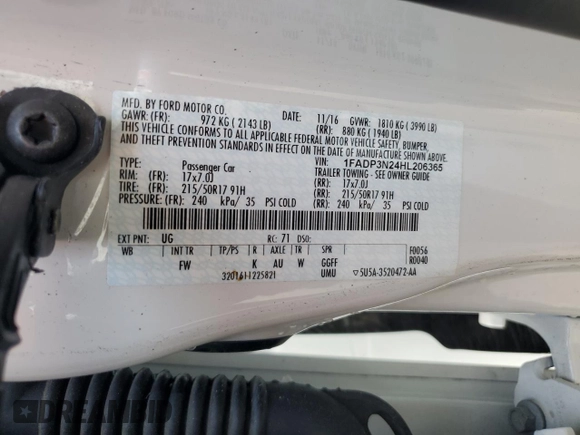 MFD. BY FORD MOTOR CO.
DATE: 11/16 GVWR: 1810 KG ( 3990 LB)
GAWR: (FR): 972 KG ( 2143 LB) (RR): 880 KG ( 1940 LB)
THIS VEHICLE CONFORMS TO ALL APPLICABLE FEDERAL MOTOR VEHICLE SAFETY, BUMPER,
AND THEFT PREVENTION STANDARDS IN EFFECT ON THE DATE OF MANUFACTURE SHOWN ABOVE.
VIN: 1FADP3N24HL206365
TYPE: Passenger Car TRAILER TOWING - SEE OWNER GUIDE
RIM: (FR): 17x7.0J (RR): 17x7.0J
TIRE: (FR): 215/50R17 91H (RR): 215/50R17 91H
PRESSURE: (FR): 240 kPa/ 35 PSI COLD (RR): 240 kPa/ 35 PSI COLD
EXT PNT: UG RC: 71 DSO:
WB INT TR TP/PS R AXLE TR SPR F0056
FW K AU W GGFF R0040
UMU
3201611225821 5U5A-3520472-AA
DREAMBID